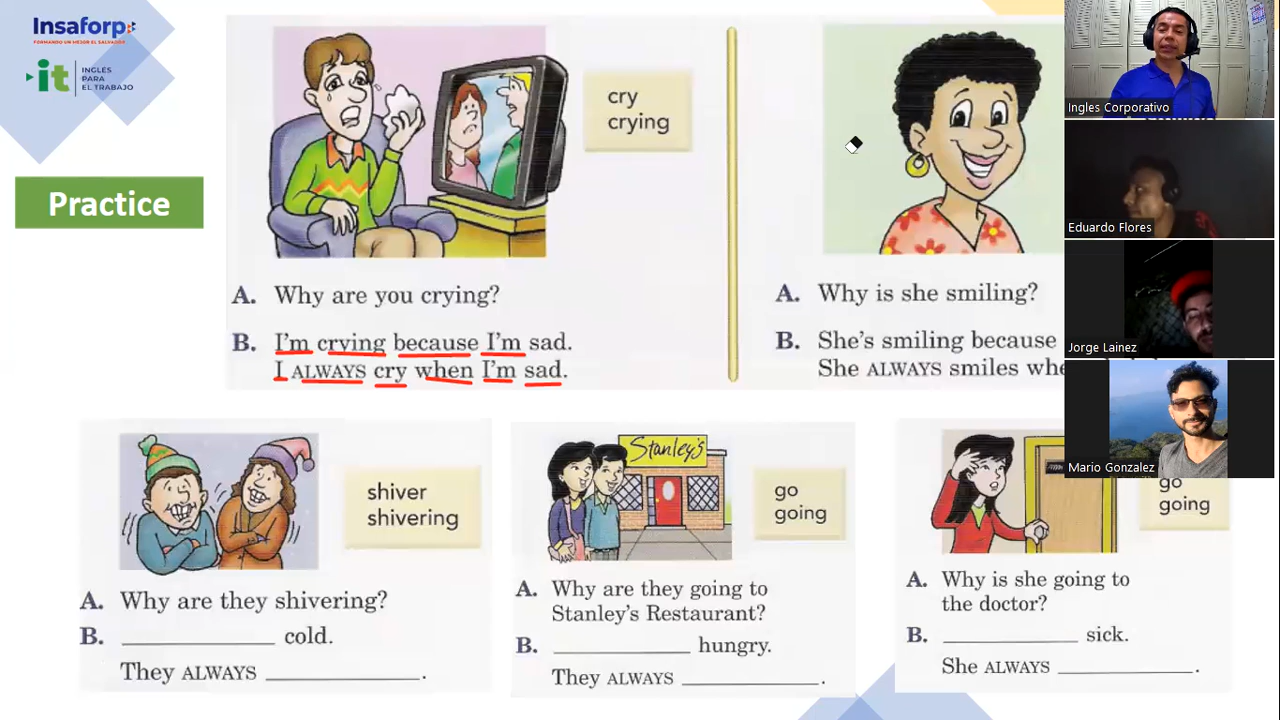 Insaforp
FORMANDO UN MEJOR EL SALVADOR
it
INGLES
PARA
EL TRABAJO
Practice
cry
crying
A. Why are you crying?
B. I'm crying because I'm sad.
I ALWAYS cry when I'm sad.
A. Why is she smiling?
B. She's smiling because
She ALWAYS smiles whe
shiver
shivering
A. Why are they shivering?
B. ____________ cold.
They ALWAYS ____________.
Stanley's
go
going
A. Why are they going to
Stanley's Restaurant?
B. ____________ hungry.
They ALWAYS ____________.
go
going
A. Why is she going to
the doctor?
B. ____________ sick.
She ALWAYS ____________.
Ingles Corporativo
Eduardo Flores
Jorge Lainez
Mario Gonzalez